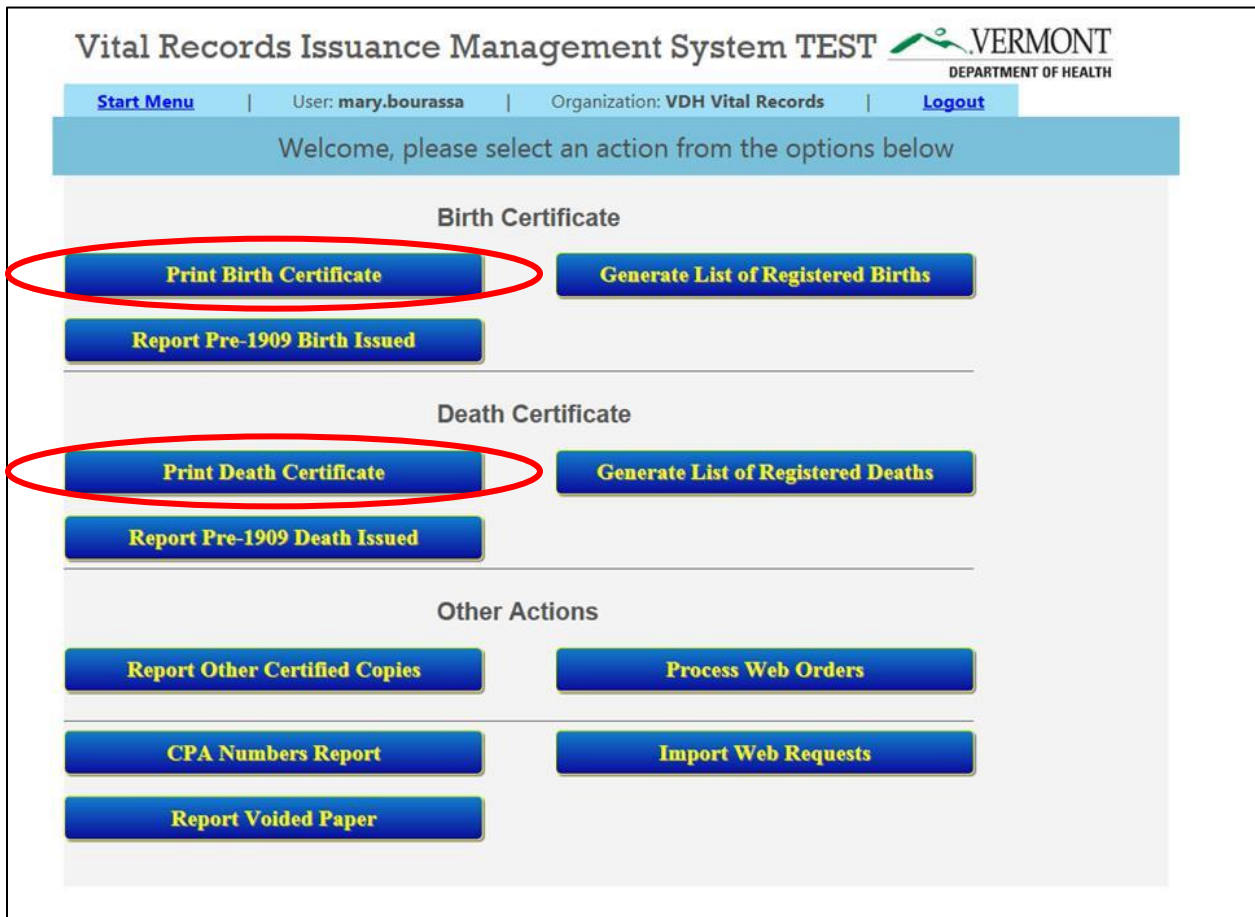 Vital Records Issuance Management System TEST VERMONT
DEPARTMENT OF HEALTH
Start Menu | User: mary.bourassa | Organization: VDH Vital Records | Logout
Welcome, please select an action from the options below
Birth Certificate
Print Birth Certificate Generate List of Registered Births
Report Pre-1909 Birth Issued
Death Certificate
Print Death Certificate Generate List of Registered Deaths
Report Pre-1909 Death Issued
Other Actions
Report Other Certified Copies Process Web Orders
CPA Numbers Report Import Web Requests
Report Voided Paper